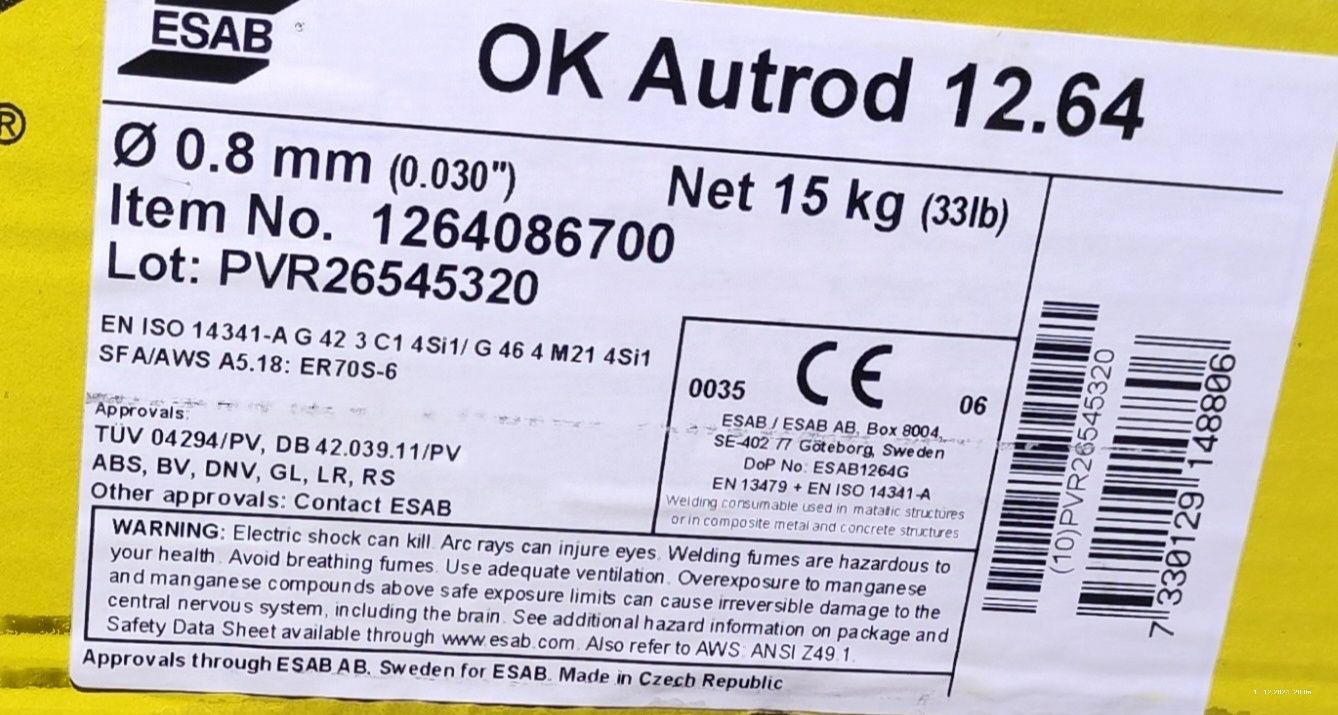 ESAB
OK Autrod 12.64
®
Ø 0.8 mm (0.030")
Net 15 kg (33lb)
Item No. 1264086700
Lot: PVR26545320
EN ISO 14341-A G 42 3 C1 4Si1/ G 46 4 M21 4Si1
SFA/AWS A5.18: ER70S-6
Approvals:
TÜV 04294/PV, DB 42.039.11/PV
ABS, BV, DNV, GL, LR, RS
Other approvals: Contact ESAB
CE
0035
06
ESAB / ESAB AB, Box 8004,
SE-402 77 Göteborg, Sweden
DoP No: ESAB1264G
EN 13479 + EN ISO 14341-A
Welding consumable used in matallic structures
or in composite metal and concrete structures
WARNING: Electric shock can kill. Arc rays can injure eyes. Welding fumes are hazardous to
your health. Avoid breathing fumes. Use adequate ventilation. Overexposure to manganese
and manganese compounds above safe exposure limits can cause irreversible damage to the
central nervous system, including the brain. See additional hazard information on package and
Safety Data Sheet available through www.esab.com. Also refer to AWS: ANSI Z49.1.
Approvals through ESAB AB, Sweden for ESAB. Made in Czech Republic
(10)PVR26545320
7 330129 148806